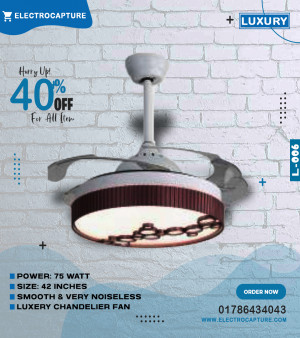 ELECTROCAPTURE
LUXURY
Hurry Up!
40% OFF
For All Item
L-006
POWER: 75 WATT
SIZE: 42 INCHES
SMOOTH & VERY NOISELESS
LUXERY CHANDELIER FAN
ORDER NOW
01786434043
WWW.ELECTROCAPTURE.COM